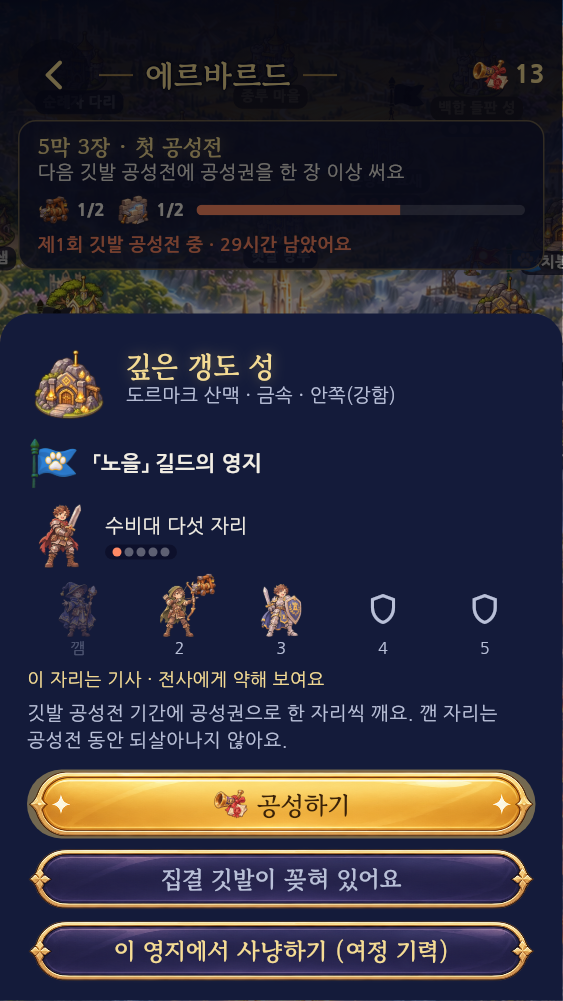 에르바르드
13
5막 3장 · 첫 공성전
다음 깃발 공성전에 공성권을 한 장 이상 써요
1/2 1/2
제1회 깃발 공성전 중 · 29시간 남았어요
깊은 갱도 성
도르마크 산맥 · 금속 · 안쪽(강함)
「노을」 길드의 영지
수비대 다섯 자리
깸 2 3 4 5
이 자리는 기사 · 전사에게 약해 보여요
깃발 공성전 기간에 공성권으로 한 자리씩 깨요. 깬 자리는
공성전 동안 되살아나지 않아요.
공성하기
집결 깃발이 꽂혀 있어요
이 영지에서 사냥하기 (여정 기력)